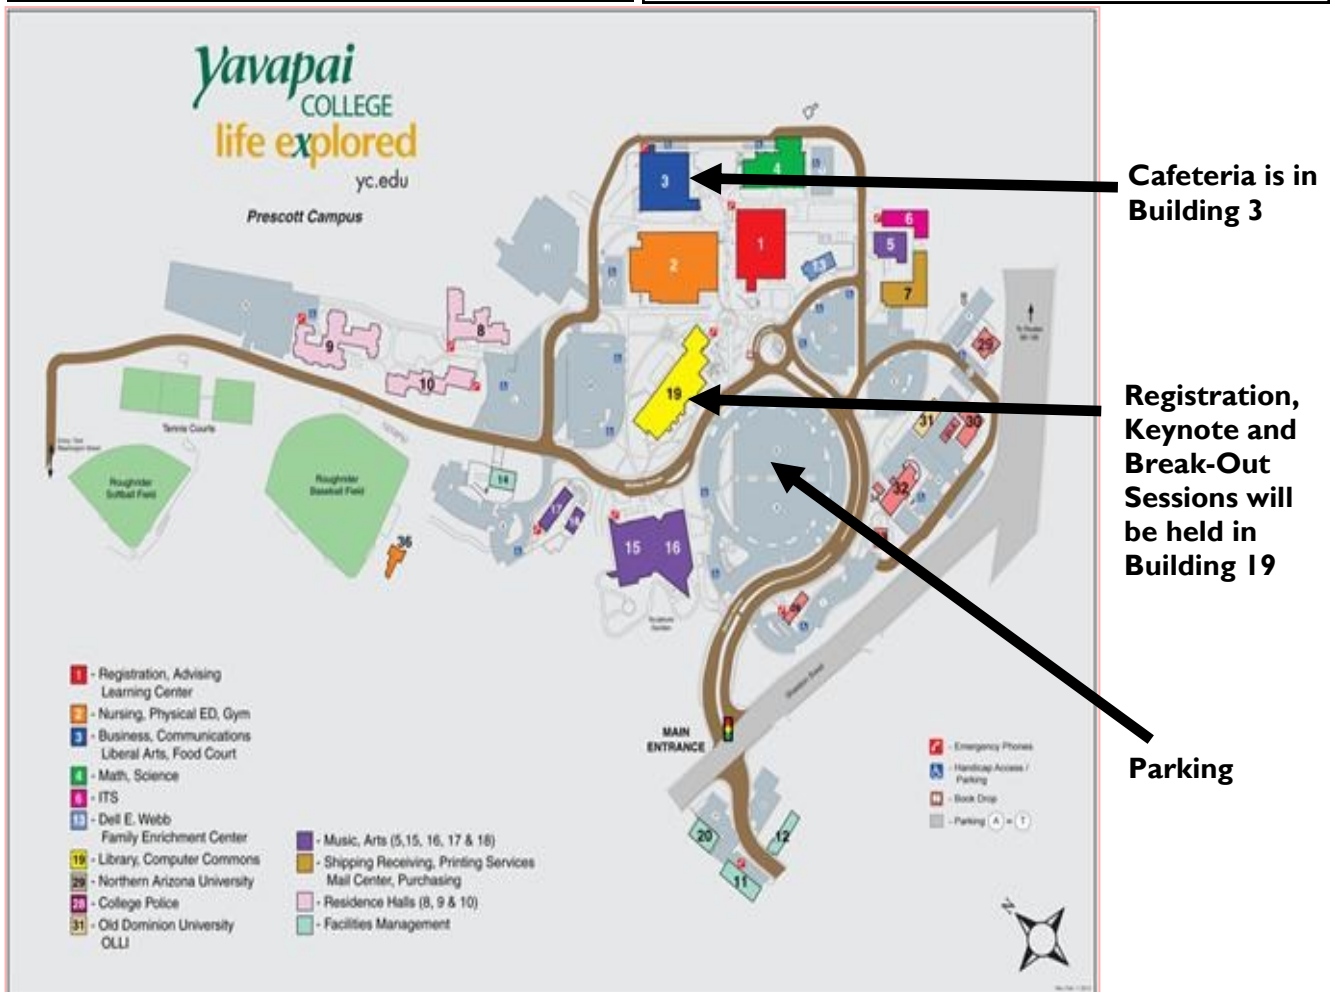 Yavapai
COLLEGE
life explored
yc.edu
Prescott Campus
Cafeteria is in
Building 3
Registration,
Keynote and
Break-Out
Sessions will
be held in
Building 19
Parking
3
4
6
5
1
2
7
8
9
10
29
19
31
30
32
14
17
15
16
36
Tennis Courts
Roughrider
Softball Field
Roughrider
Baseball Field
Sculpture
Garden
Sheldon Street
MAIN
ENTRANCE
20
12
11
1 - Registration, Advising
Learning Center
2 - Nursing, Physical ED, Gym
3 - Business, Communications
Liberal Arts, Food Court
4 - Math, Science
6 - ITS
13 - Dell E. Webb
Family Enrichment Center
19 - Library, Computer Commons
29 - Northern Arizona University
28 - College Police
31 - Old Dominion University
OLLI
- Music, Arts (5,15, 16, 17 & 18)
- Shipping Receiving, Printing Services
Mail Center, Purchasing
- Residence Halls (8, 9 & 10)
- Facilities Management
- Emergency Phones
- Handicap Access /
Parking
- Book Drop
- Parking A - T
N